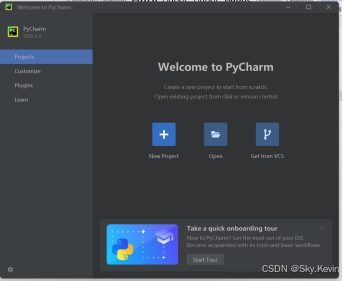 Welcome to PyCharm
PyCharm
Projects
Customize
Plugins
Learn
Welcome to PyCharm
Create a new project to start from scratch.
Open existing project from disk or version control.
New Project
Open
Get from VCS
Take a quick onboarding tour
New to PyCharm? Get the most out of your IDE.
Become acquainted with its tools and basic workflows.
Start Tour
CSDN @Sky.Kevin